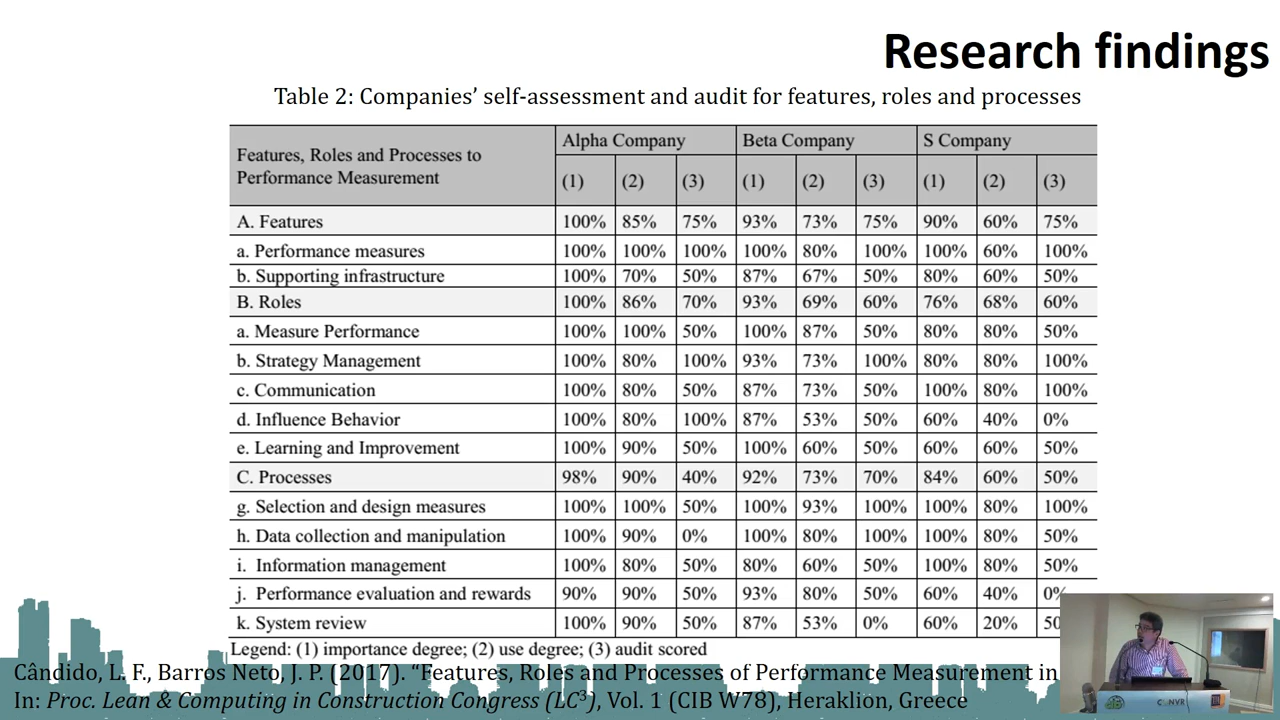 Research findings
Table 2: Companies’ self-assessment and audit for features, roles and processes
Features, Roles and Processes to Performance Measurement Alpha Company Beta Company S Company
(1) (2) (3) (1) (2) (3) (1) (2) (3)
A. Features 100% 85% 75% 93% 73% 75% 90% 60% 75%
a. Performance measures 100% 100% 100% 100% 80% 100% 100% 60% 100%
b. Supporting infrastructure 100% 70% 50% 87% 67% 50% 80% 60% 50%
B. Roles 100% 86% 70% 93% 69% 60% 76% 68% 60%
a. Measure Performance 100% 100% 50% 100% 87% 50% 80% 80% 50%
b. Strategy Management 100% 80% 100% 93% 73% 100% 80% 80% 100%
c. Communication 100% 80% 50% 87% 73% 50% 100% 80% 100%
d. Influence Behavior 100% 80% 100% 87% 53% 50% 60% 40% 0%
e. Learning and Improvement 100% 90% 50% 100% 60% 50% 60% 60% 50%
C. Processes 98% 90% 40% 92% 73% 70% 84% 60% 50%
g. Selection and design measures 100% 100% 50% 100% 93% 100% 100% 80% 100%
h. Data collection and manipulation 100% 90% 0% 100% 80% 100% 100% 80% 50%
i. Information management 100% 80% 50% 80% 60% 50% 100% 80% 50%
j. Performance evaluation and rewards 90% 90% 50% 93% 80% 50% 60% 40% 0%
k. System review 100% 90% 50% 87% 53% 0% 60% 20% 50
Legend: (1) importance degree; (2) use degree; (3) audit scored
Cândido, L. F., Barros Neto, J. P. (2017). “Features, Roles and Processes of Performance Measurement in
In: Proc. Lean & Computing in Construction Congress (LC³), Vol. 1 (CIB W78), Heraklion, Greece
CONVR